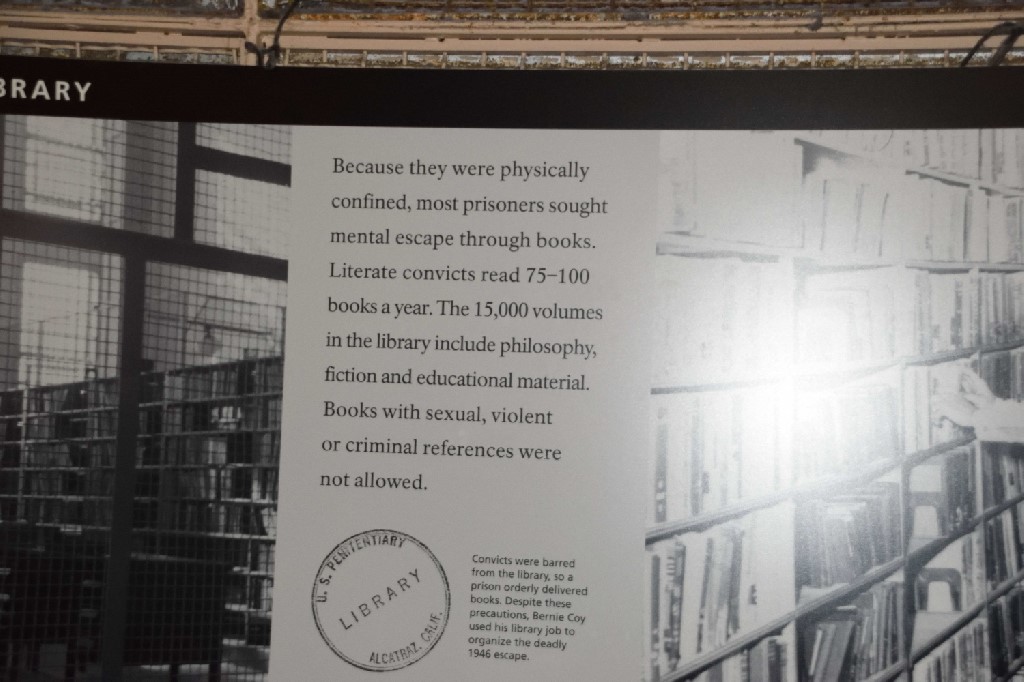 BRARY
Because they were physically
confined, most prisoners sought
mental escape through books.
Literate convicts read 75–100
books a year. The 15,000 volumes
in the library include philosophy,
fiction and educational material.
Books with sexual, violent
or criminal references were
not allowed.
U. S. PENITENTIARY
LIBRARY
ALCATRAZ, CALIF.
Convicts were barred
from the library, so a
prison orderly delivered
books. Despite these
precautions, Bernie Coy
used his library job to
organize the deadly
1946 escape.